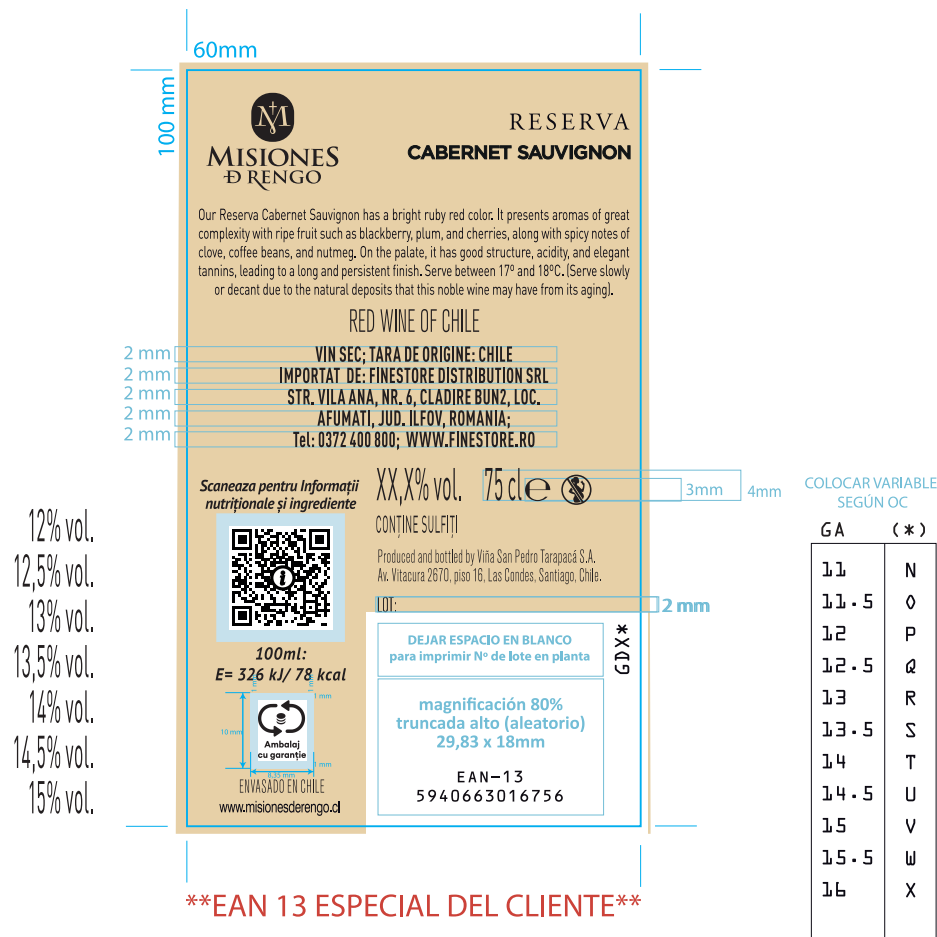 60mm
100 mm
M
MISIONES
D RENGO
RESERVA
CABERNET SAUVIGNON
Our Reserva Cabernet Sauvignon has a bright ruby red color. It presents aromas of great
complexity with ripe fruit such as blackberry, plum, and cherries, along with spicy notes of
clove, coffee beans, and nutmeg. On the palate, it has good structure, acidity, and elegant
tannins, leading to a long and persistent finish. Serve between 17º and 18ºC. (Serve slowly
or decant due to the natural deposits that this noble wine may have from its aging).
RED WINE OF CHILE
2 mm VIN SEC; TARA DE ORIGINE: CHILE
2 mm IMPORTAT DE: FINESTORE DISTRIBUTION SRL
2 mm STR. VILA ANA, NR. 6, CLADIRE BUN2, LOC.
2 mm AFUMATI, JUD. ILFOV, ROMANIA;
2 mm Tel: 0372 400 800; WWW.FINESTORE.RO
Scaneaza pentru Informații
nutriționale și ingrediente
XX,X% vol. 75 cl e 3mm 4mm
CONȚINE SULFIȚI
Produced and bottled by Viña San Pedro Tarapacá S.A.
Av. Vitacura 2670, piso 16, Las Condes, Santiago, Chile.
LOT: 2 mm
100ml:
E= 326 kJ/ 78 kcal
1 mm
1 mm
10 mm
Ambalaj
cu garanție
1 mm
8,35 mm
ENVASADO EN CHILE
www.misionesderengo.cl
DEJAR ESPACIO EN BLANCO
para imprimir Nº de lote en planta
GDX*
magnificación 80%
truncada alto (aleatorio)
29,83 x 18mm
EAN-13
5940663016756
12% vol.
12,5% vol.
13% vol.
13,5% vol.
14% vol.
14,5% vol.
15% vol.
COLOCAR VARIABLE
SEGÚN OC
GA (*)
11 N
11.5 O
12 P
12.5 Q
13 R
13.5 S
14 T
14.5 U
15 V
15.5 W
16 X
**EAN 13 ESPECIAL DEL CLIENTE**